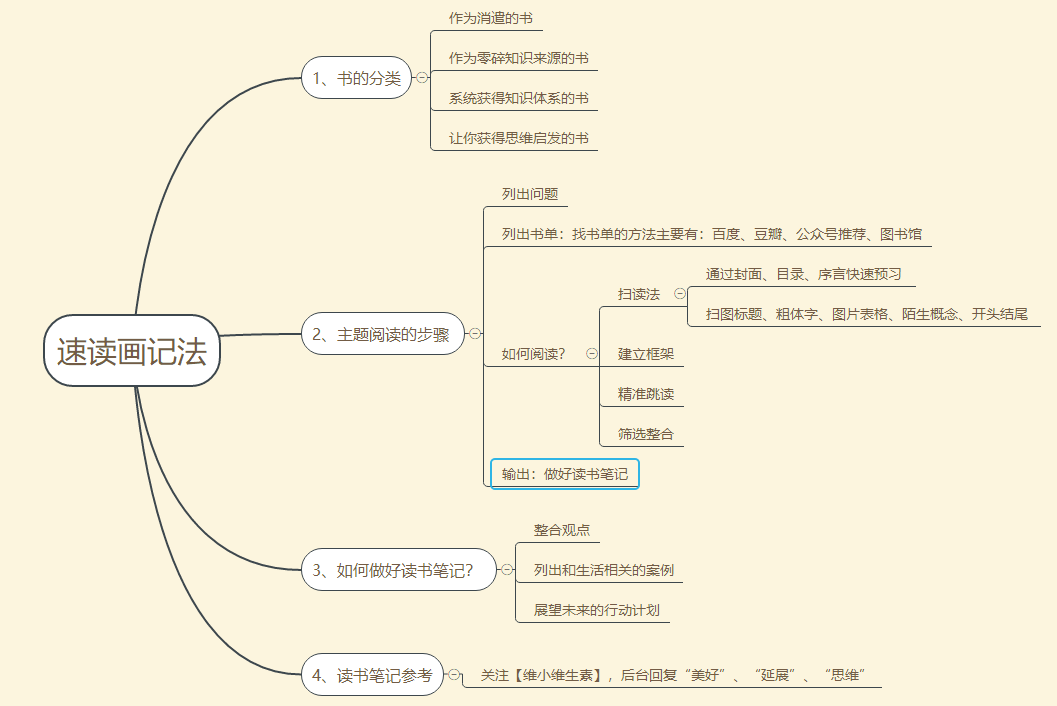 速读画记法
1、书的分类
作为消遣的书
作为零碎知识来源的书
系统获得知识体系的书
让你获得思维启发的书
2、主题阅读的步骤
列出问题
列出书单：找书单的方法主要有：百度、豆瓣、公众号推荐、图书馆
如何阅读？
扫读法
通过封面、目录、序言快速预习
扫图标题、粗体字、图片表格、陌生概念、开头结尾
建立框架
精准跳读
筛选整合
输出：做好读书笔记
3、如何做好读书笔记？
整合观点
列出和生活相关的案例
展望未来的行动计划
4、读书笔记参考
关注【维小维生素】，后台回复“美好”、“延展”、“思维”